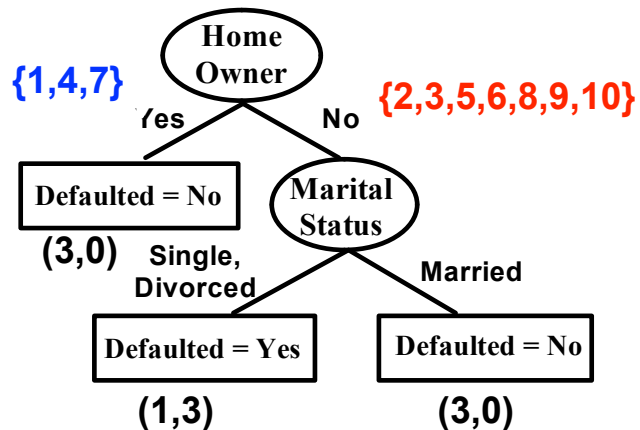 Home
Owner
{1,4,7}
{2,3,5,6,8,9,10}
Yes
No
Defaulted = No
(3,0)
Marital
Status
Single,
Divorced
Married
Defaulted = Yes
Defaulted = No
(1,3)
(3,0)